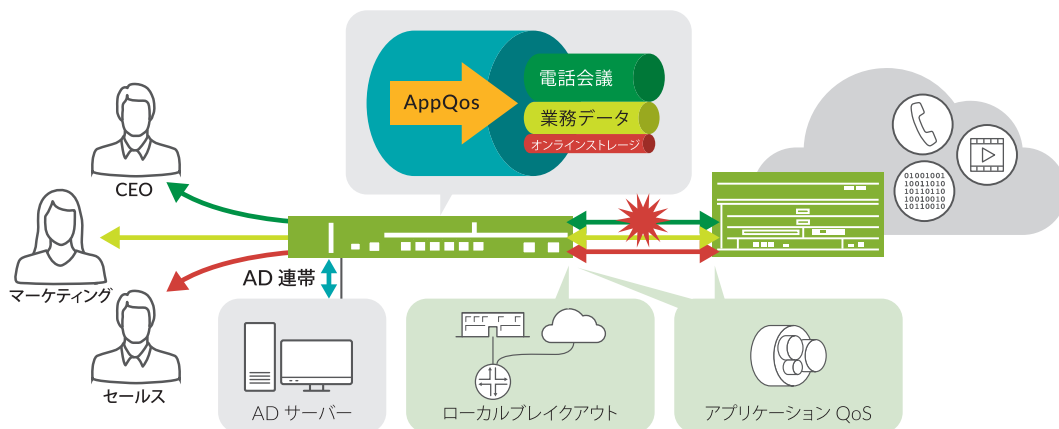 AppQos
電話会議
業務データ
オンラインストレージ
CEO
マーケティング
セールス
AD 連帯
01001001
10011010
10110110
10010010
10110010
AD サーバー
ローカルブレイクアウト
アプリケーション QoS